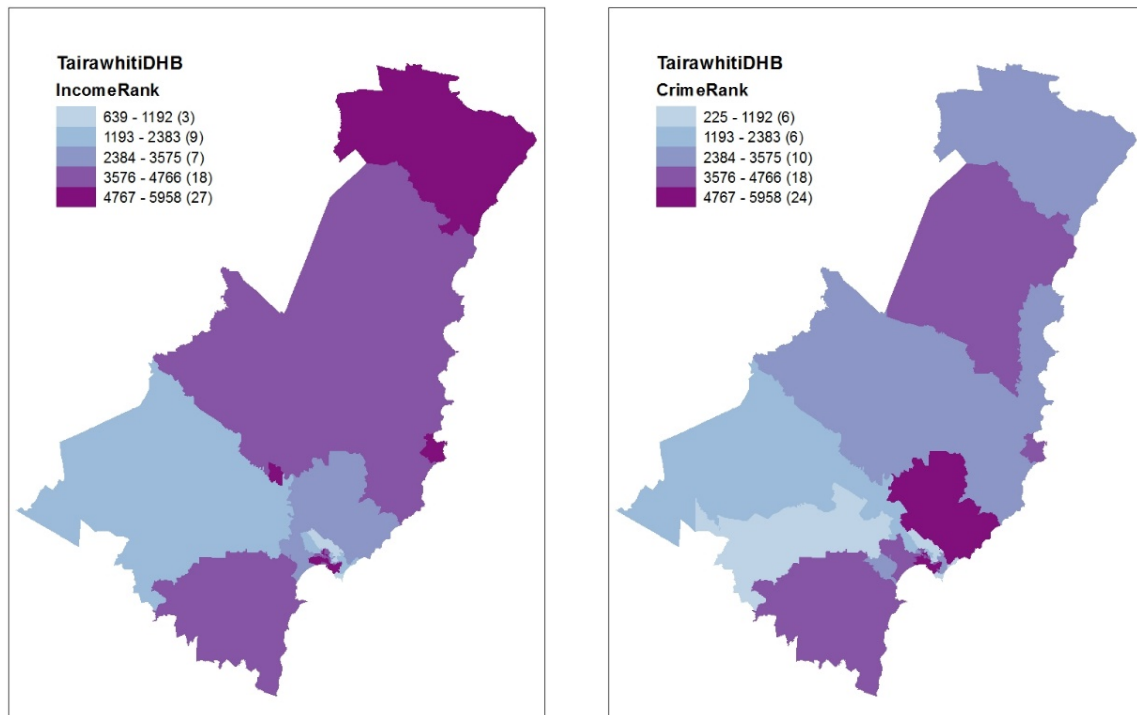 TairawhitiDHB
IncomeRank
639 - 1192 (3)
1193 - 2383 (9)
2384 - 3575 (7)
3576 - 4766 (18)
4767 - 5958 (27)
TairawhitiDHB
CrimeRank
225 - 1192 (6)
1193 - 2383 (6)
2384 - 3575 (10)
3576 - 4766 (18)
4767 - 5958 (24)